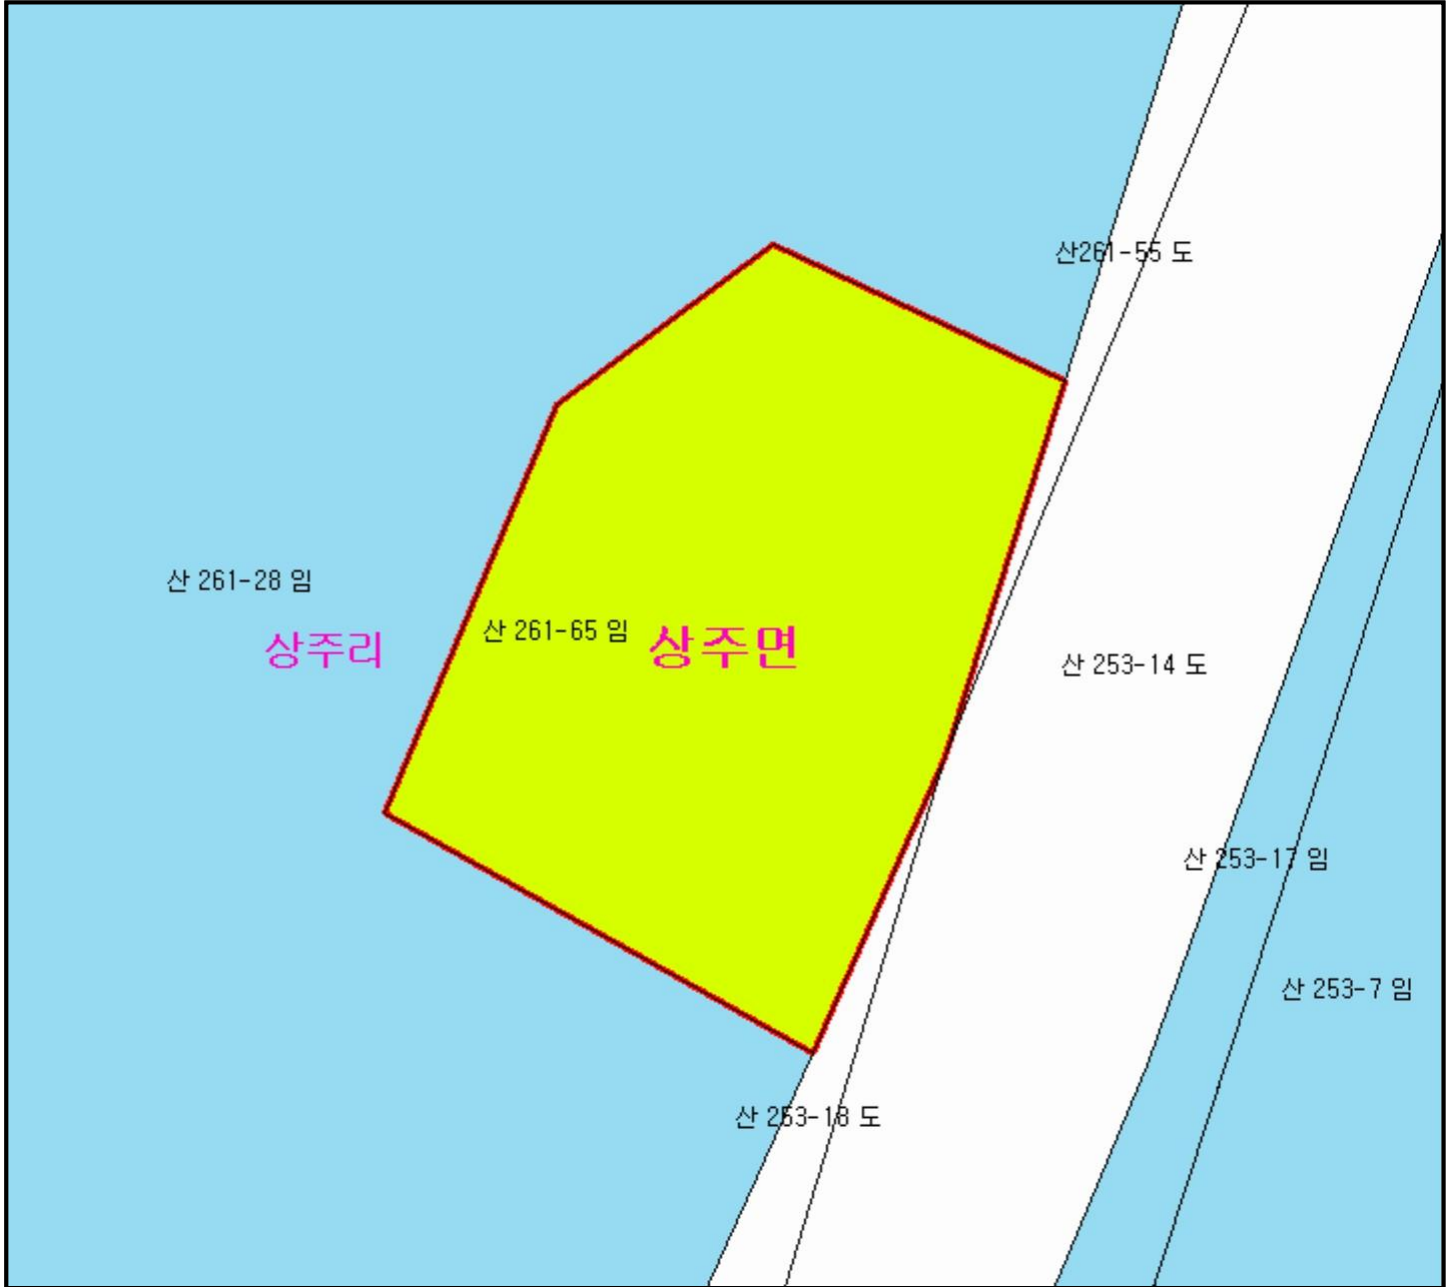 산261-55 도
산 261-28 임
상주리
산 261-65 임
상주면
산 253-14 도
산 253-17 임
산 253-7 임
산 253-18 도